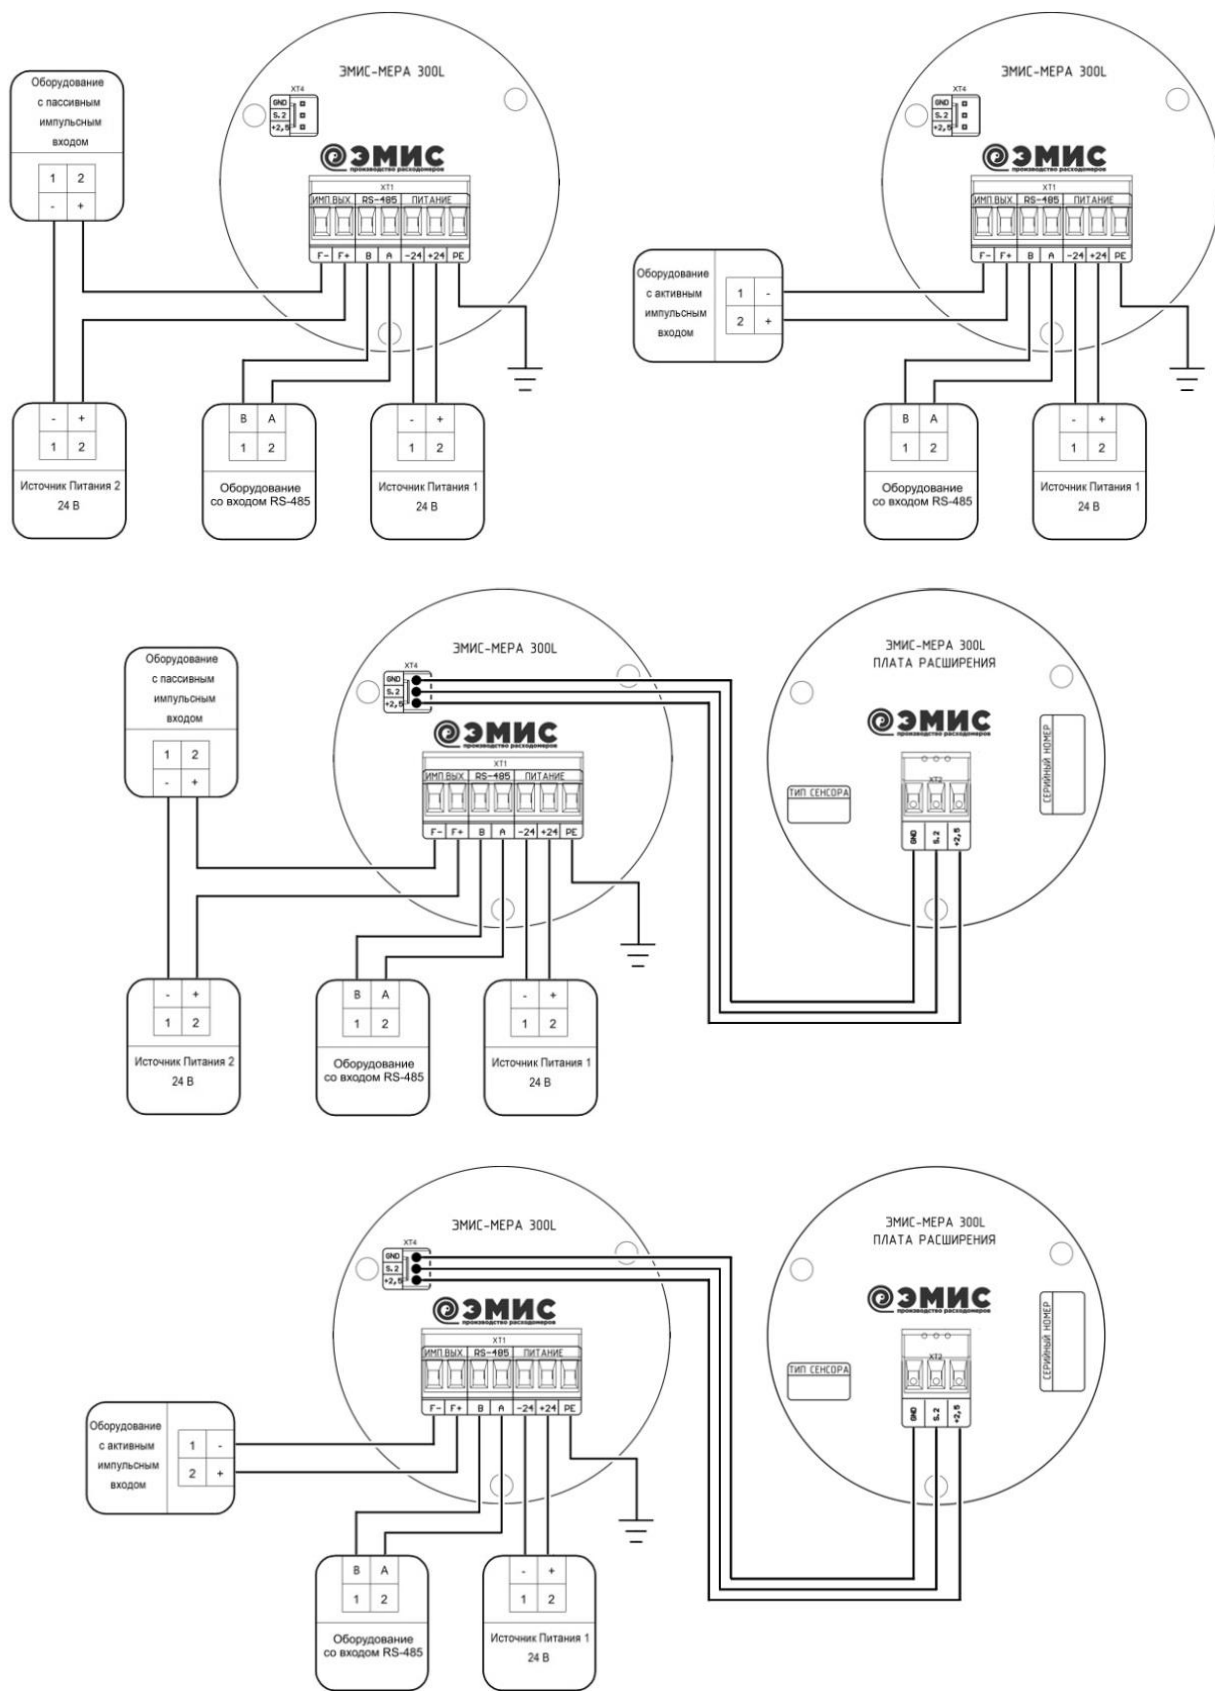 Оборудование
с пассивным
импульсным
входом
1 2
- +
ЭМИС-МЕРА 300L
XT4
GND
S.2
+2,5
ЭМИС
производство расходомеров
XT1
ИМП.ВЫХ. RS-485 ПИТАНИЕ
F- F+ B A -24 +24 PE
- +
1 2
Источник Питания 2
24 В
B A
1 2
Оборудование
со входом RS-485
- +
1 2
Источник Питания 1
24 В
ЭМИС-МЕРА 300L
XT4
GND
S.2
+2,5
ЭМИС
производство расходомеров
XT1
ИМП.ВЫХ. RS-485 ПИТАНИЕ
F- F+ B A -24 +24 PE
Оборудование
с активным
импульсным
входом
1 -
2 +
B A
1 2
Оборудование
со входом RS-485
- +
1 2
Источник Питания 1
24 В
Оборудование
с пассивным
импульсным
входом
1 2
- +
ЭМИС-МЕРА 300L
XT4
GND
S.2
+2,5
ЭМИС
производство расходомеров
XT1
ИМП.ВЫХ. RS-485 ПИТАНИЕ
F- F+ B A -24 +24 PE
- +
1 2
Источник Питания 2
24 В
B A
1 2
Оборудование
со входом RS-485
- +
1 2
Источник Питания 1
24 В
ЭМИС-МЕРА 300L
ПЛАТА РАСШИРЕНИЯ
ЭМИС
производство расходомеров
XT2
ТИП СЕНСОРА
СЕРИЙНЫЙ НОМЕР
GND S.2 +2,5
ЭМИС-МЕРА 300L
XT4
GND
S.2
+2,5
ЭМИС
производство расходомеров
XT1
ИМП.ВЫХ. RS-485 ПИТАНИЕ
F- F+ B A -24 +24 PE
Оборудование
с активным
импульсным
входом
1 -
2 +
B A
1 2
Оборудование
со входом RS-485
- +
1 2
Источник Питания 1
24 В
ЭМИС-МЕРА 300L
ПЛАТА РАСШИРЕНИЯ
ЭМИС
производство расходомеров
XT2
ТИП СЕНСОРА
СЕРИЙНЫЙ НОМЕР
GND S.2 +2,5